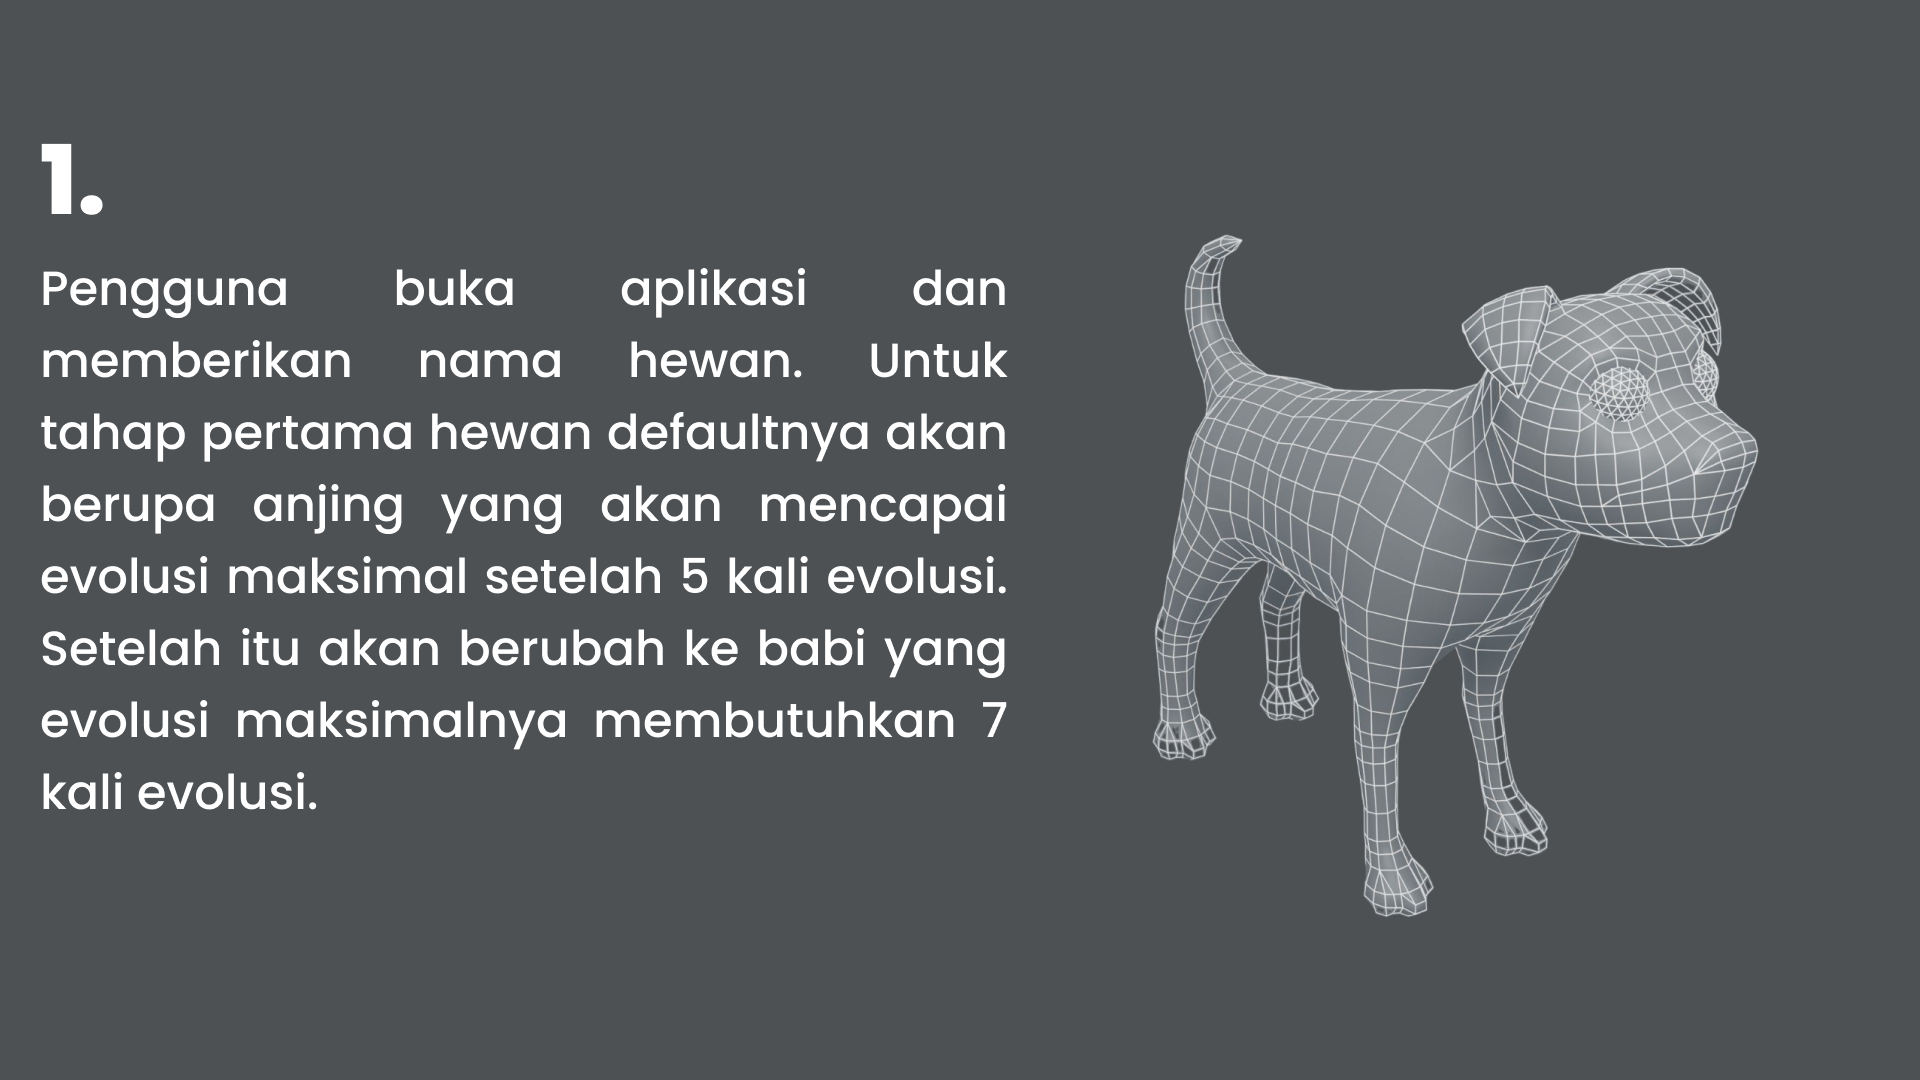 1.
Pengguna buka aplikasi dan
memberikan nama hewan. Untuk
tahap pertama hewan defaultnya akan
berupa anjing yang akan mencapai
evolusi maksimal setelah 5 kali evolusi.
Setelah itu akan berubah ke babi yang
evolusi maksimalnya membutuhkan 7
kali evolusi.